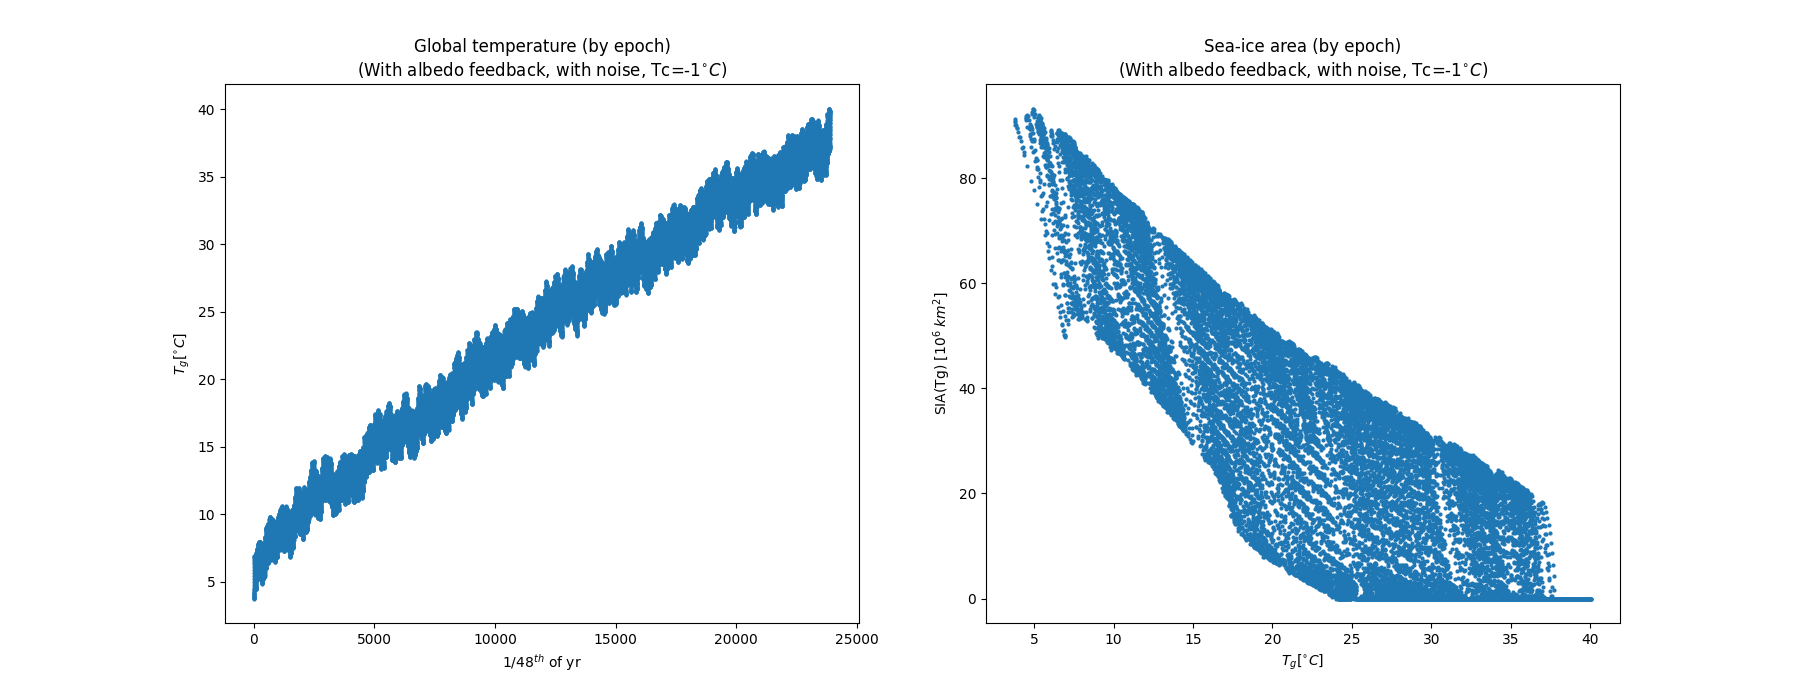 Global temperature (by epoch)
(With albedo feedback, with noise, Tc=-1°C)
40
35
30
25
20
15
10
5
T_g[°C]
0 5000 10000 15000 20000 25000
1/48^th of yr
Sea-ice area (by epoch)
(With albedo feedback, with noise, Tc=-1°C)
80
60
40
20
0
SIA(Tg) [10^6 km^2]
5 10 15 20 25 30 35 40
T_g[°C]